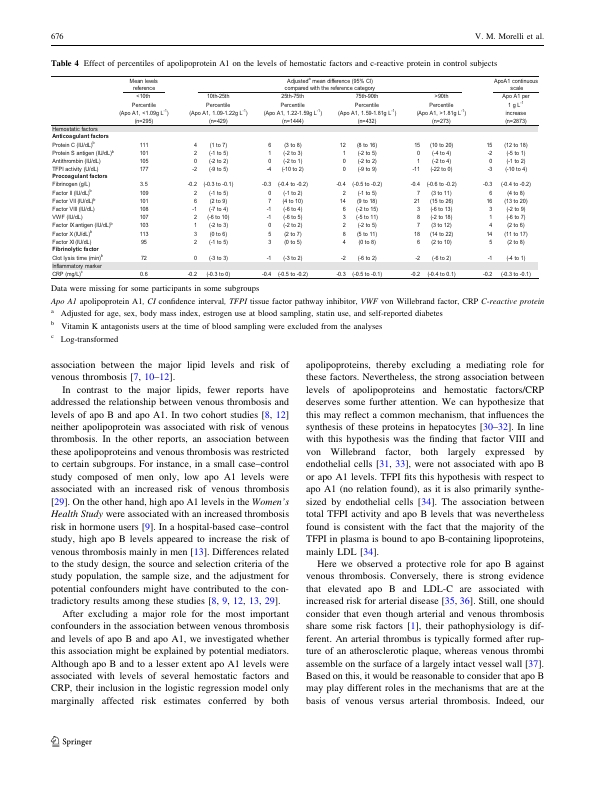 676 V. M. Morelli et al.
Table 4 Effect of percentiles of apolipoprotein A1 on the levels of hemostatic factors and c-reactive protein in control subjects
Mean levels reference Adjustedª mean difference (95% CI) compared with the reference category ApoA1 continuous scale
<10th Percentile (Apo A1, <1.09g L⁻¹) (n=295) 10th-25th Percentile (Apo A1, 1.09-1.22g L⁻¹) (n=429) 25th-75th Percentile (Apo A1, 1.22-1.59g L⁻¹) (n=1444) 75th-90th Percentile (Apo A1, 1.59-1.81g L⁻¹) (n=432) >90th Percentile (Apo A1, >1.81g L⁻¹) (n=273) Apo A1 per 1 g L⁻¹ increase (n=2873)
Hemostatic factors
Anticoagulant factors
Protein C (IU/dL)ᵇ 111 4 (1 to 7) 6 (3 to 8) 12 (8 to 16) 15 (10 to 20) 15 (12 to 18)
Protein S antigen (IU/dL)ᵇ 101 2 (-1 to 5) 1 (-2 to 3) 1 (-2 to 5) 0 (-4 to 4) -2 (-5 to 1)
Antithrombin (IU/dL) 105 0 (-2 to 2) 0 (-1 to 2) 0 (-2 to 2) 1 (-2 to 4) 0 (-1 to 2)
TFPI activity (U/dL) 177 -2 (-9 to 5) -4 (-10 to 2) 0 (-9 to 9) -11 (-22 to 0) -3 (-10 to 4)
Procoagulant factors
Fibrinogen (g/L) 3.5 -0.2 (-0.3 to -0.1) -0.3 (-0.4 to -0.2) -0.4 (-0.5 to -0.2) -0.4 (-0.6 to -0.2) -0.3 (-0.4 to -0.2)
Factor II (IU/dL)ᵇ 109 2 (-1 to 5) 0 (-2 to 2) 2 (-1 to 5) 7 (3 to 11) 6 (4 to 8)
Factor VII (IU/dL)ᵇ 101 6 (2 to 9) 7 (4 to 10) 14 (9 to 18) 21 (15 to 26) 16 (13 to 20)
Factor VIII (IU/dL) 108 -1 (-7 to 4) -1 (-6 to 4) 6 (-2 to 15) 3 (-6 to 13) 3 (-2 to 9)
VWF (IU/dL) 107 2 (-6 to 10) -1 (-6 to 5) 3 (-5 to 11) 8 (-2 to 18) 1 (-6 to 7)
Factor IX antigen (IU/dL)ᵇ 103 1 (-2 to 3) 0 (-2 to 2) 2 (-2 to 5) 7 (3 to 12) 4 (2 to 6)
Factor X (IU/dL)ᵇ 113 3 (0 to 6) 5 (2 to 7) 8 (5 to 11) 18 (14 to 22) 14 (11 to 17)
Factor XI (IU/dL) 95 2 (-1 to 5) 3 (0 to 5) 4 (0 to 8) 6 (2 to 10) 5 (2 to 8)
Fibrinolytic factor
Clot lysis time (min)ᵇ 72 0 (-3 to 3) -1 (-3 to 2) -2 (-6 to 1) -2 (-6 to 2) -1 (-4 to 1)
Inflammatory marker
CRP (mg/L)ᶜ 0.6 -0.2 (-0.3 to 0) -0.4 (-0.5 to -0.2) -0.3 (-0.5 to -0.1) -0.2 (-0.4 to 0.1) -0.2 (-0.3 to -0.1)
Data were missing for some participants in some subgroups
Apo A1 apolipoprotein A1, CI confidence interval, TFPI tissue factor pathway inhibitor, VWF von Willebrand factor, CRP C-reactive protein
ª Adjusted for age, sex, body mass index, estrogen use at blood sampling, statin use, and self-reported diabetes
ᵇ Vitamin K antagonists users at the time of blood sampling were excluded from the analyses
ᶜ Log-transformed
association between the major lipid levels and risk of
venous thrombosis [7, 10–12].
In contrast to the major lipids, fewer reports have
addressed the relationship between venous thrombosis and
levels of apo B and apo A1. In two cohort studies [8, 12]
neither apolipoprotein was associated with risk of venous
thrombosis. In the other reports, an association between
these apolipoproteins and venous thrombosis was restricted
to certain subgroups. For instance, in a small case–control
study composed of men only, low apo A1 levels were
associated with an increased risk of venous thrombosis
[29]. On the other hand, high apo A1 levels in the Women's
Health Study were associated with an increased thrombosis
risk in hormone users [9]. In a hospital-based case–control
study, high apo B levels appeared to increase the risk of
venous thrombosis mainly in men [13]. Differences related
to the study design, the source and selection criteria of the
study population, the sample size, and the adjustment for
potential confounders might have contributed to the con-
tradictory results among these studies [8, 9, 12, 13, 29].
After excluding a major role for the most important
confounders in the association between venous thrombosis
and levels of apo B and apo A1, we investigated whether
this association might be explained by potential mediators.
Although apo B and to a lesser extent apo A1 levels were
associated with levels of several hemostatic factors and
CRP, their inclusion in the logistic regression model only
marginally affected risk estimates conferred by both
apolipoproteins, thereby excluding a mediating role for
these factors. Nevertheless, the strong association between
levels of apolipoproteins and hemostatic factors/CRP
deserves some further attention. We can hypothesize that
this may reflect a common mechanism, that influences the
synthesis of these proteins in hepatocytes [30–32]. In line
with this hypothesis was the finding that factor VIII and
von Willebrand factor, both largely expressed by
endothelial cells [31, 33], were not associated with apo B
or apo A1 levels. TFPI fits this hypothesis with respect to
apo A1 (no relation found), as it is also primarily synthe-
sized by endothelial cells [34]. The association between
total TFPI activity and apo B levels that was nevertheless
found is consistent with the fact that the majority of the
TFPI in plasma is bound to apo B-containing lipoproteins,
mainly LDL [34].
Here we observed a protective role for apo B against
venous thrombosis. Conversely, there is strong evidence
that elevated apo B and LDL-C are associated with
increased risk for arterial disease [35, 36]. Still, one should
consider that even though arterial and venous thrombosis
share some risk factors [1], their pathophysiology is dif-
ferent. An arterial thrombus is typically formed after rup-
ture of an atherosclerotic plaque, whereas venous thrombi
assemble on the surface of a largely intact vessel wall [37].
Based on this, it would be reasonable to consider that apo B
may play different roles in the mechanisms that are at the
basis of venous versus arterial thrombosis. Indeed, our
Springer